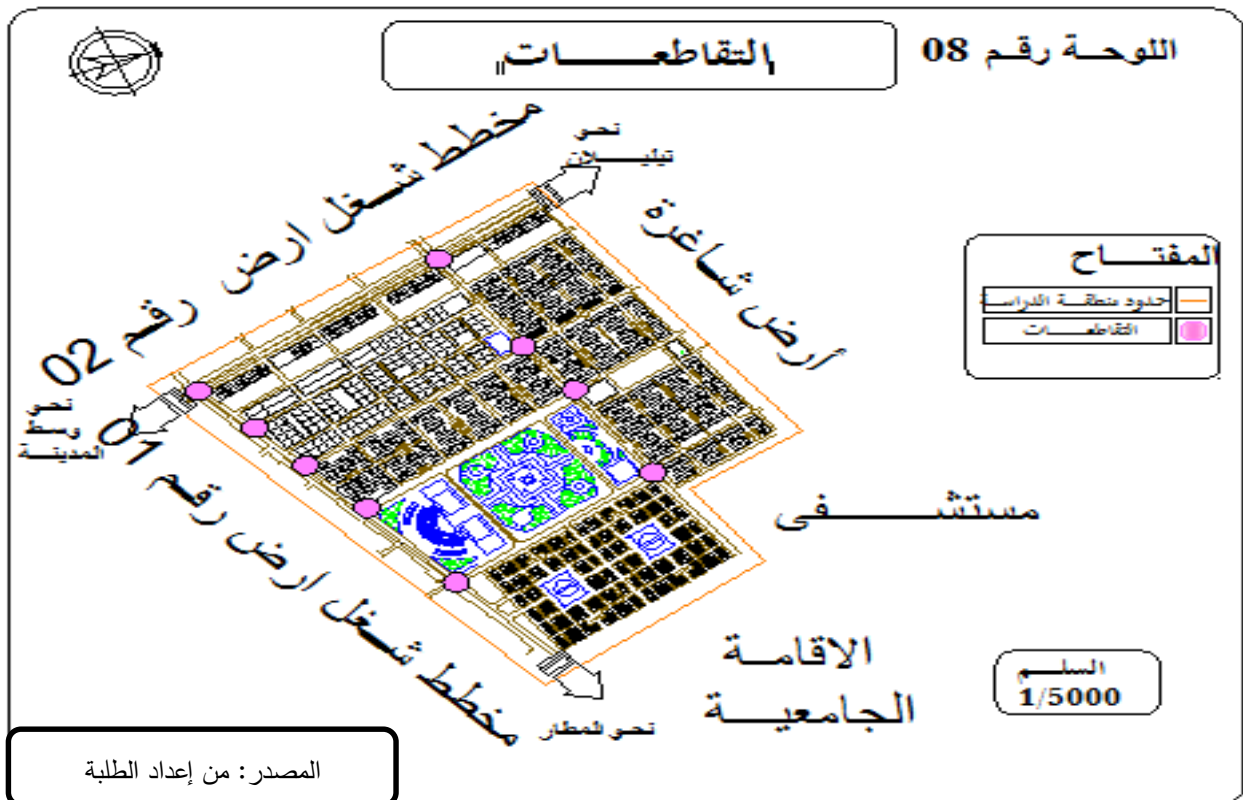 اللوحة رقم 08
التقاطعات
نحو
تيليلان
مخطط شغل ارض رقم 02
أرض شاغرة
المفتاح
حدود منطقة الدراسة
التقاطعات
نحو
وسط
المدينة
مخطط شغل ارض رقم 01
مستشفى
الاقامة
الجامعية
السلم
1/5000
نحو المطار
المصدر: من إعداد الطلبة